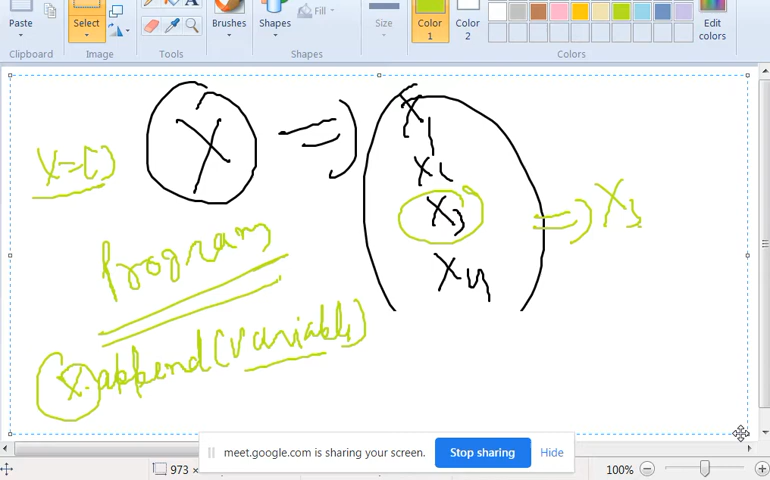 Paste
Select
Brushes
Shapes
Fill
Size
Color 1
Color 2
Edit colors
Clipboard
Image
Tools
Shapes
Colors
X=[]
X
=>
X1
X2
X3
=> X3
X4
Program
X.append(variable)
meet.google.com is sharing your screen.
Stop sharing
Hide
973 ×
100%